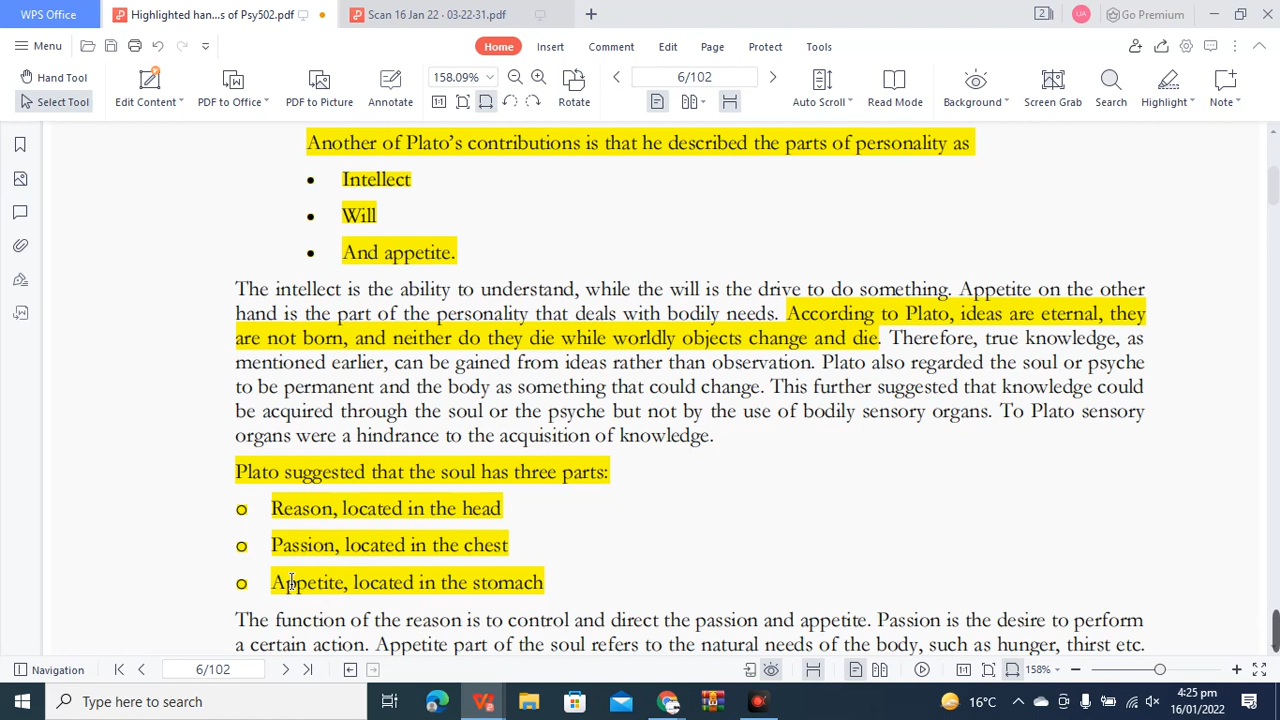 WPS Office
Highlighted han...s of Psy502.pdf
Scan 16 Jan 22 · 03-22-31.pdf
2
UA
Go Premium
Menu
Home
Insert
Comment
Edit
Page
Protect
Tools
Hand Tool
158.09%
6/102
Select Tool
Edit Content
PDF to Office
PDF to Picture
Annotate
Rotate
Auto Scroll
Read Mode
Background
Screen Grab
Search
Highlight
Note
Another of Plato's contributions is that he described the parts of personality as
• Intellect
• Will
• And appetite.
The intellect is the ability to understand, while the will is the drive to do something. Appetite on the other
hand is the part of the personality that deals with bodily needs. According to Plato, ideas are eternal, they
are not born, and neither do they die while worldly objects change and die. Therefore, true knowledge, as
mentioned earlier, can be gained from ideas rather than observation. Plato also regarded the soul or psyche
to be permanent and the body as something that could change. This further suggested that knowledge could
be acquired through the soul or the psyche but not by the use of bodily sensory organs. To Plato sensory
organs were a hindrance to the acquisition of knowledge.
Plato suggested that the soul has three parts:
o Reason, located in the head
o Passion, located in the chest
o Appetite, located in the stomach
The function of the reason is to control and direct the passion and appetite. Passion is the desire to perform
a certain action. Appetite part of the soul refers to the natural needs of the body, such as hunger, thirst etc.
Navigation
6/102
158%
Type here to search
16°C
4:25 pm
16/01/2022